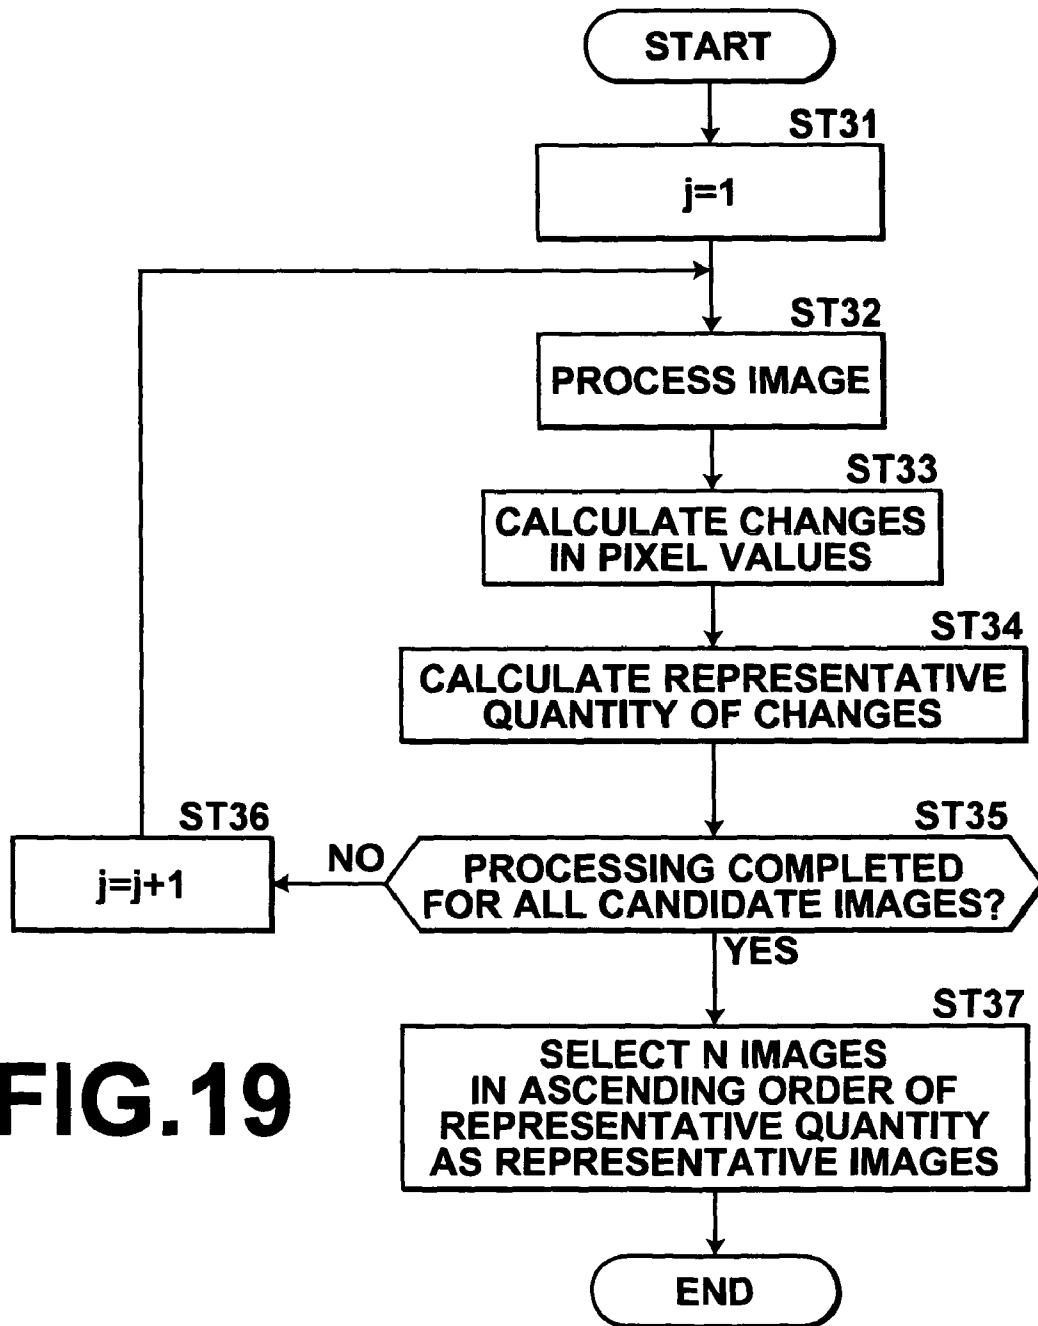 START
ST31
j=1
ST32
PROCESS IMAGE
ST33
CALCULATE CHANGES
IN PIXEL VALUES
ST34
CALCULATE REPRESENTATIVE
QUANTITY OF CHANGES
ST36
j=j+1
NO
ST35
PROCESSING COMPLETED
FOR ALL CANDIDATE IMAGES?
YES
ST37
SELECT N IMAGES
IN ASCENDING ORDER OF
REPRESENTATIVE QUANTITY
AS REPRESENTATIVE IMAGES
FIG.19
END